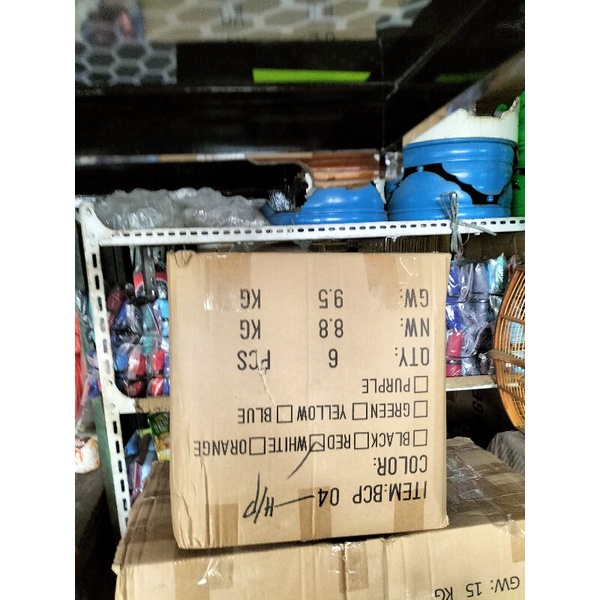 ITEM:BCP 04 — H/P
COLOR:
□BLACK □RED ☑WHITE □ORANGE
□GREEN □YELLOW □BLUE
□PURPLE
QTY: 6 PCS
NW: 8.8 KG
GW: 9.5 KG
GW: 15 KG